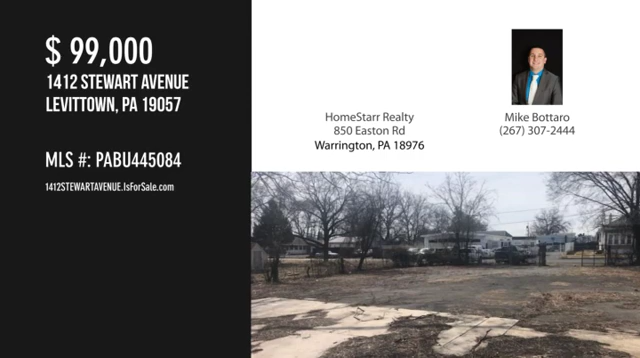 $ 99,000
1412 STEWART AVENUE
LEVITTOWN, PA 19057
MLS #: PABU445084
1412STEWARTAVENUE.IsForSale.com
HomeStarr Realty
850 Easton Rd
Warrington, PA 18976
Mike Bottaro
(267) 307-2444